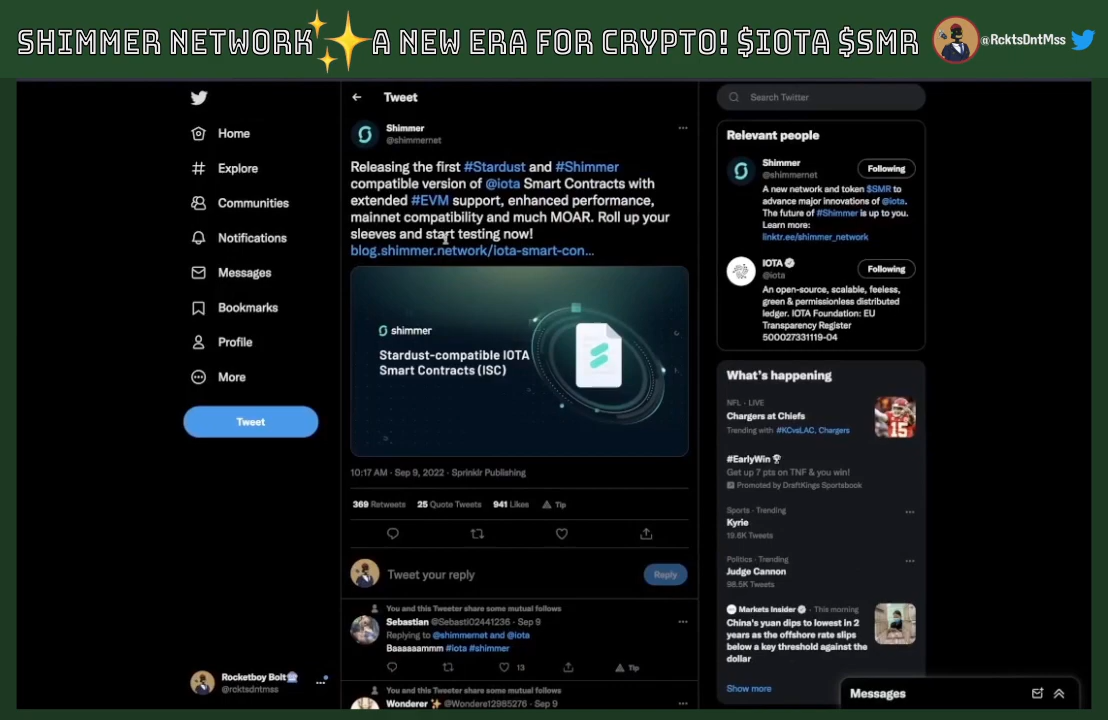 SHIMMER NETWORK✨A NEW ERA FOR CRYPTO! $IOTA $SMR
@RcktsDntMss
Home
Explore
Communities
Notifications
Messages
Bookmarks
Profile
More
Tweet
Rocketboy Bolt
@rcktsdntmss
Tweet
Shimmer
@shimmernet
Releasing the first #Stardust and #Shimmer
compatible version of @iota Smart Contracts with
extended #EVM support, enhanced performance,
mainnet compatibility and much MOAR. Roll up your
sleeves and start testing now!
blog.shimmer.network/iota-smart-con...
shimmer
Stardust-compatible IOTA
Smart Contracts (ISC)
10:17 AM · Sep 9, 2022 · Sprinklr Publishing
369 Retweets 25 Quote Tweets 941 Likes Tip
Tweet your reply
Reply
You and this Tweeter share some mutual follows
Sebastian @Sebasti02441236 · Sep 9
Replying to @shimmernet and @iota
Baaaaaammm #iota #shimmer
13 Tip
You and this Tweeter share some mutual follows
Wonderer ✨ @Wondere12985276 · Sep 9
Search Twitter
Relevant people
Shimmer
@shimmernet
Following
A new network and token $SMR to
advance major innovations of @iota.
The future of #Shimmer is up to you.
Learn more:
linktr.ee/shimmer_network
IOTA
@iota
Following
An open-source, scalable, feeless,
green & permissionless distributed
ledger. IOTA Foundation: EU
Transparency Register
500027331119-04
What's happening
NFL · LIVE
Chargers at Chiefs
Trending with #KCvsLAC, Chargers
#EarlyWin
Get up 7 pts on TNF & you win!
Promoted by DraftKings Sportsbook
Sports · Trending
Kyrie
19.6K Tweets
Politics · Trending
Judge Cannon
98.5K Tweets
Markets Insider · This morning
China's yuan dips to lowest in 2
years as the offshore rate slips
below a key threshold against the
dollar
Show more
Messages